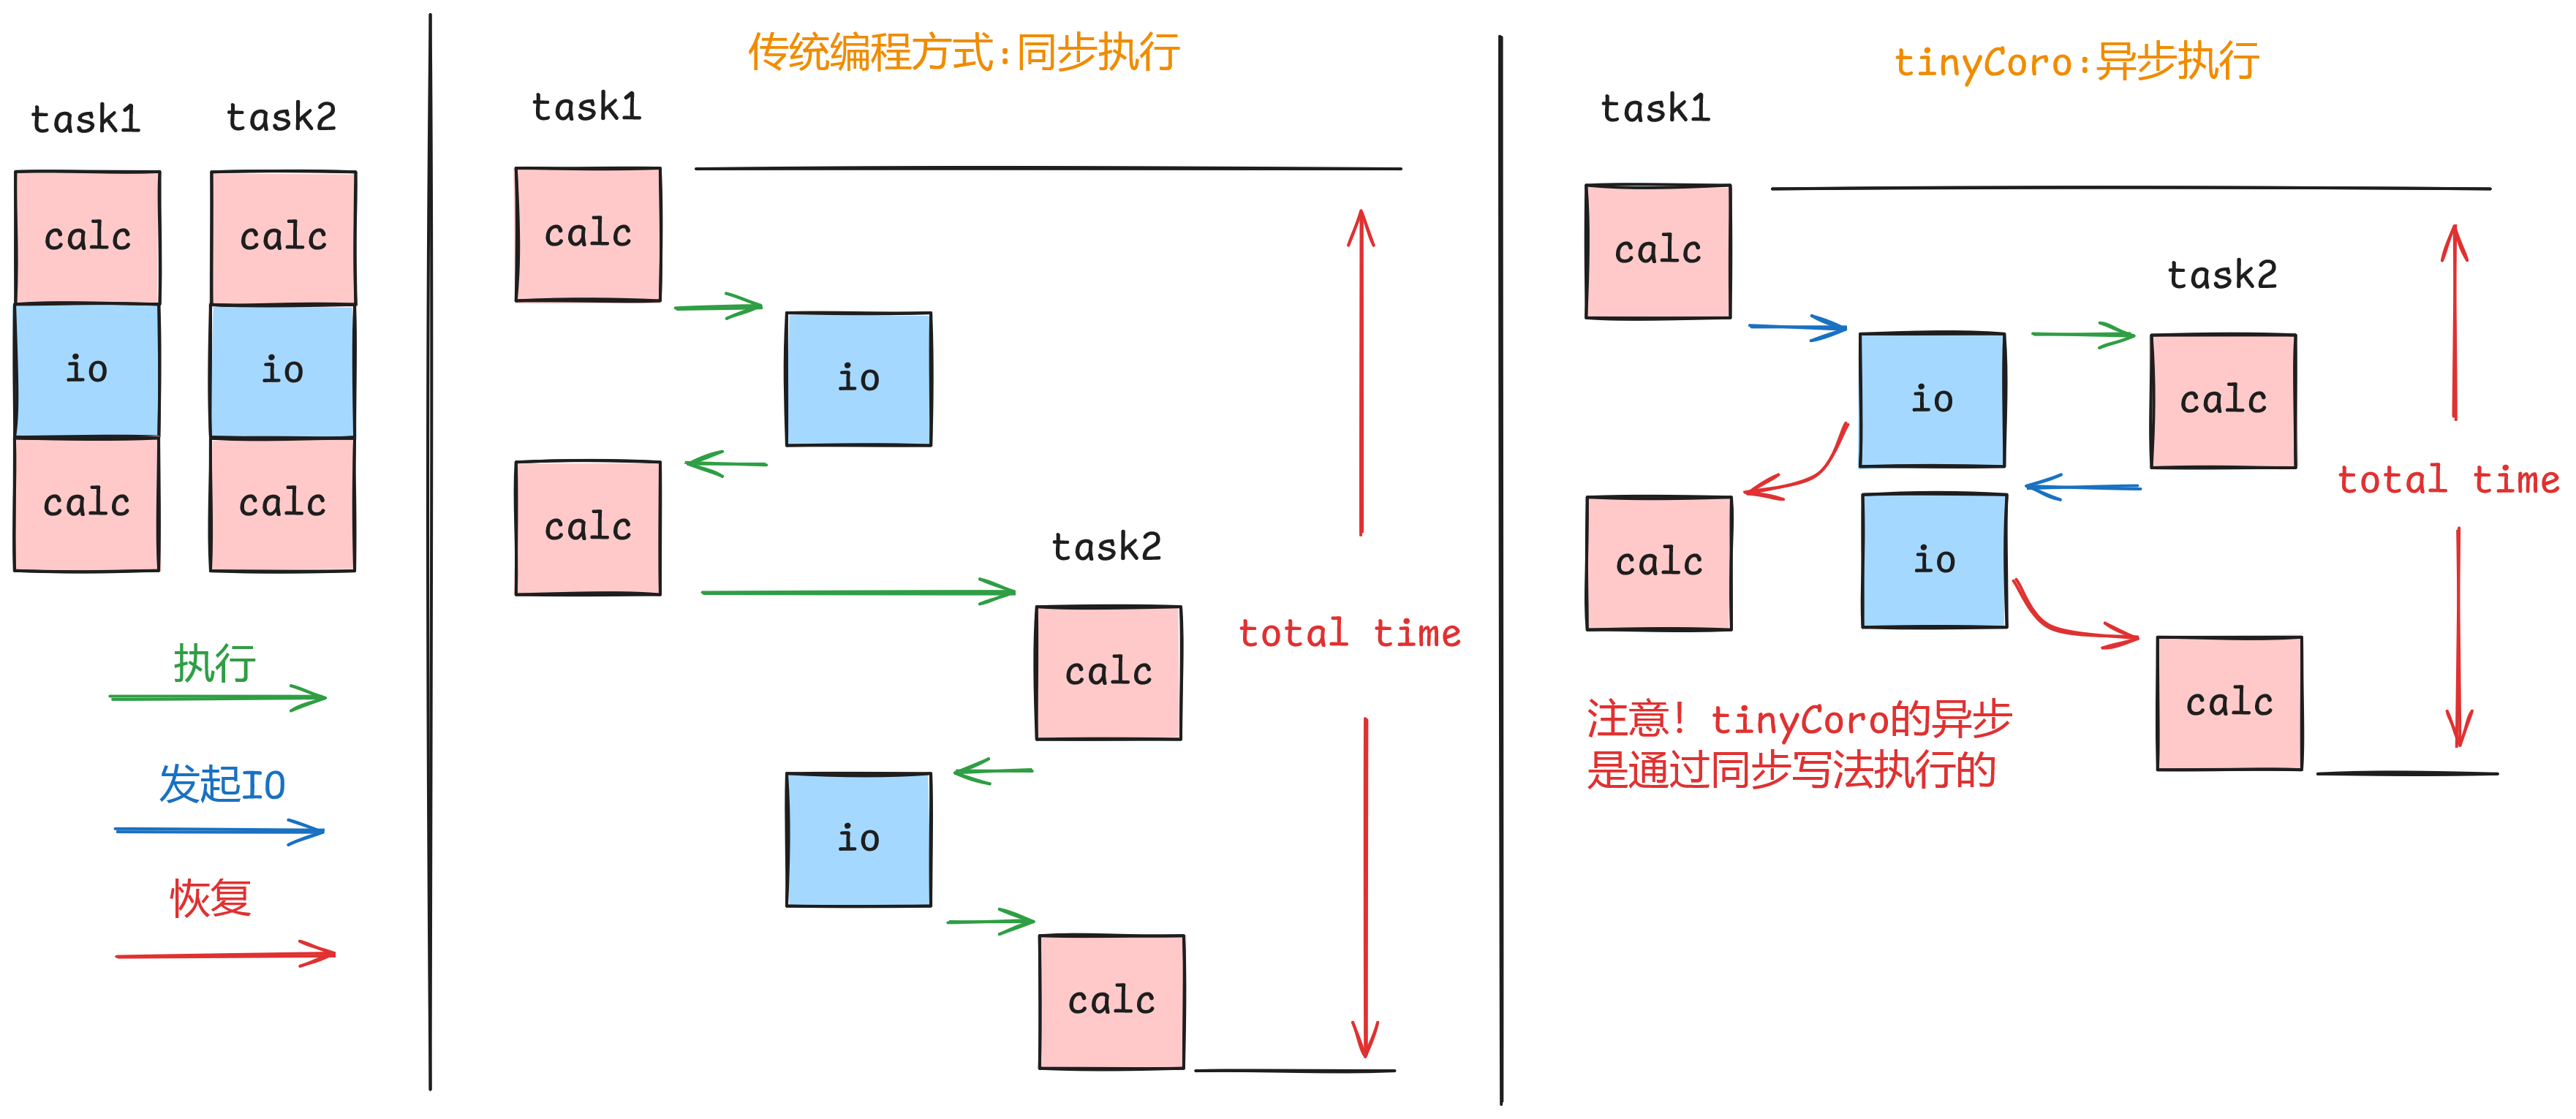 task1
task2
calc
calc
io
io
calc
calc
执行
发起IO
恢复
传统编程方式:同步执行
task1
calc
io
calc
task2
calc
io
calc
total time
tinyCoro:异步执行
task1
calc
task2
io
calc
calc
io
calc
total time
注意！tinyCoro的异步
是通过同步写法执行的